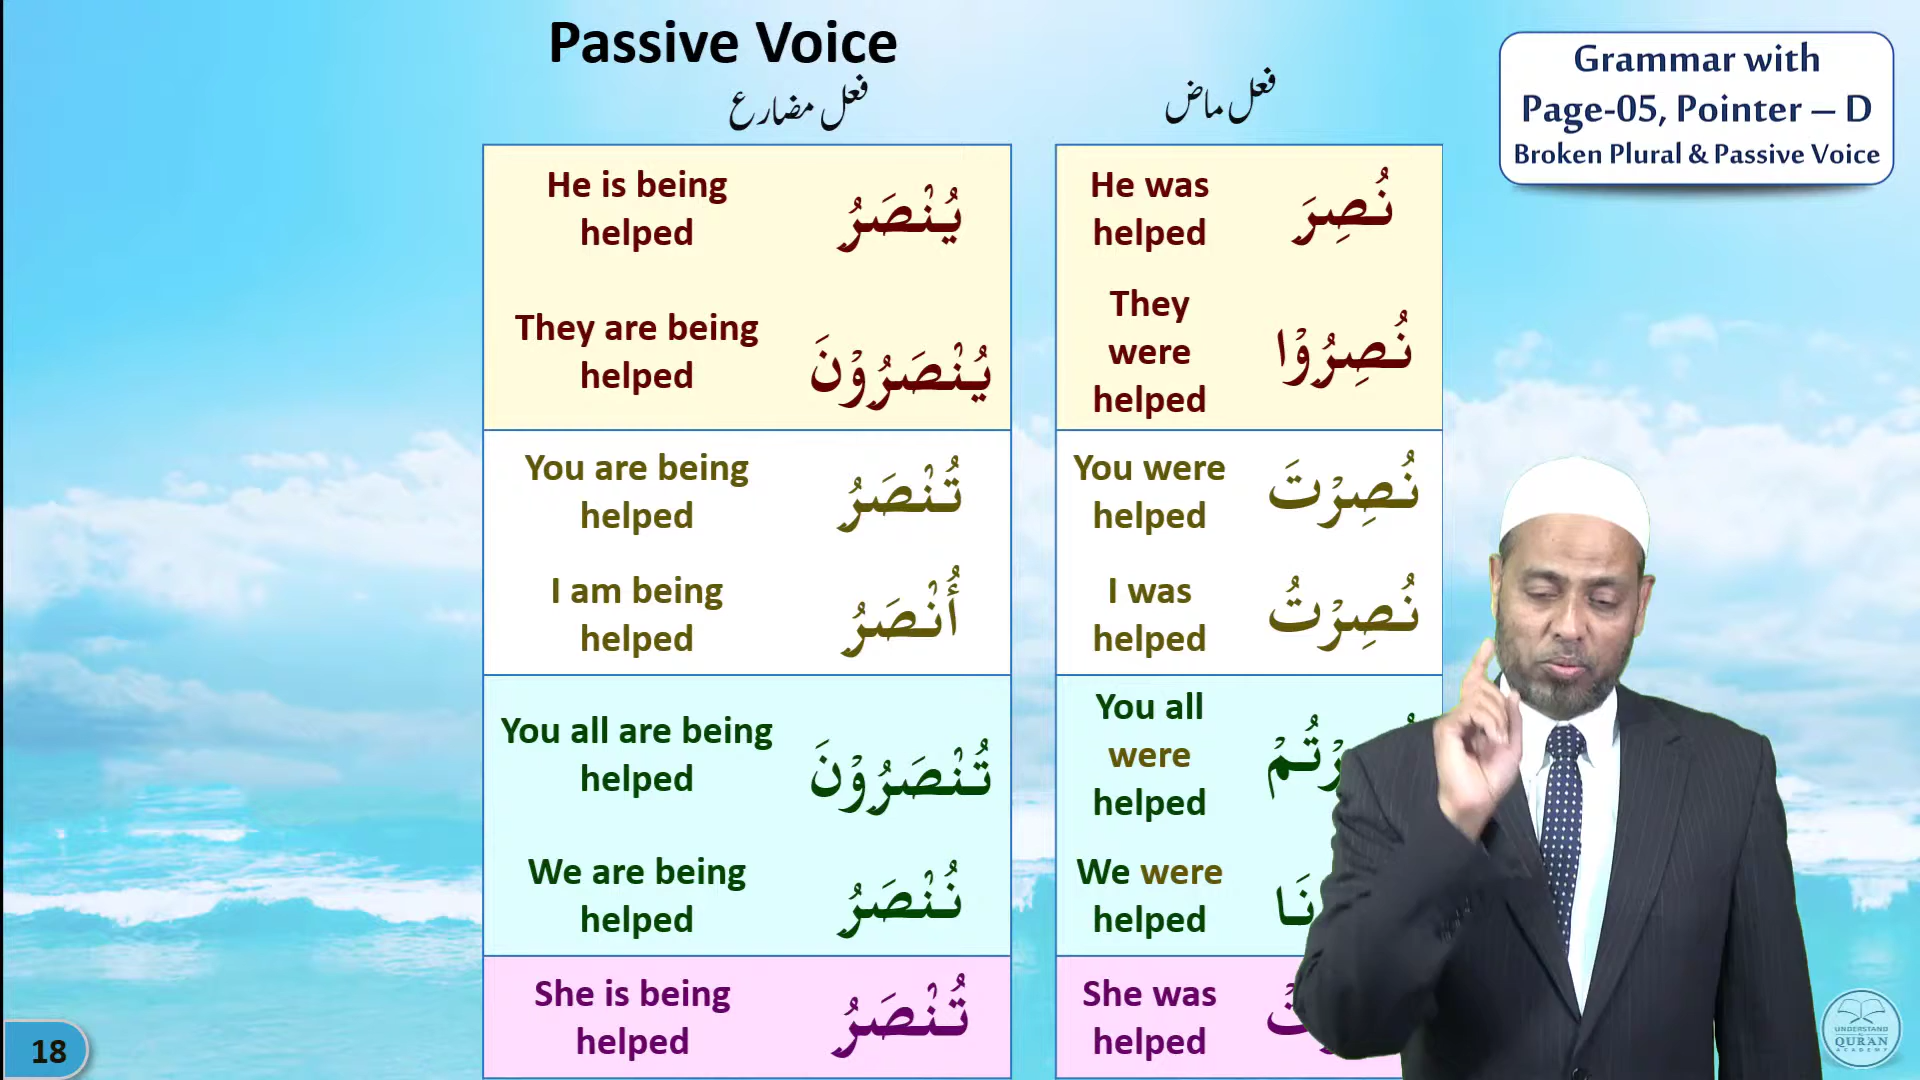 Passive Voice
فعل مضارع
فعل ماض
Grammar with
Page-05, Pointer – D
Broken Plural & Passive Voice
He is being
helped
يُنْصَرُ
He was
helped
نُصِرَ
They are being
helped
يُنْصَرُوْنَ
They
were
helped
نُصِرُوْا
You are being
helped
تُنْصَرُ
You were
helped
نُصِرْتَ
I am being
helped
أُنْصَرُ
I was
helped
نُصِرْتُ
You all are being
helped
تُنْصَرُوْنَ
You all
were
helped
We are being
helped
نُنْصَرُ
We were
helped
She is being
helped
تُنْصَرُ
She was
helped
18
UNDERSTAND
QURAN
ACADEMY